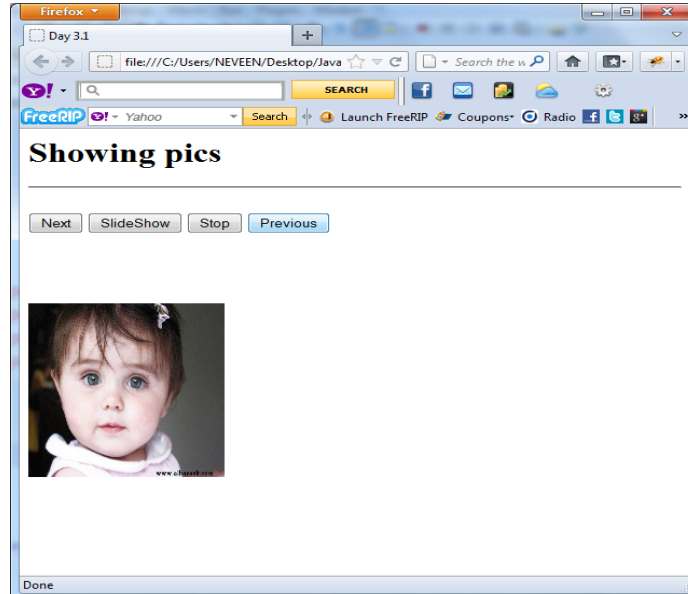 Firefox
Day 3.1
file:///C:/Users/NEVEEN/Desktop/Java
Search the w
Y!
SEARCH
FreeRIP
Y!
Yahoo
Search
Launch FreeRIP
Coupons
Radio
Showing pics
Next
SlideShow
Stop
Previous
Done